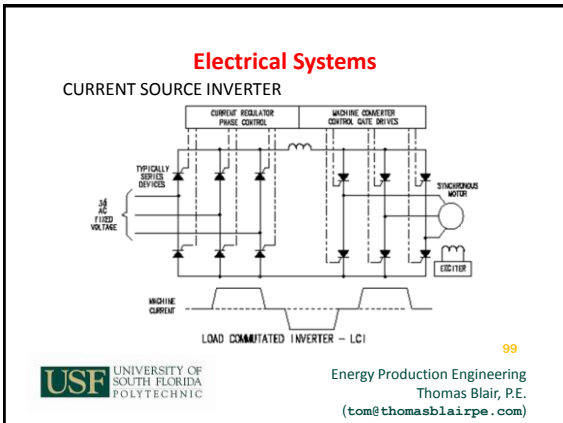 Electrical Systems
CURRENT SOURCE INVERTER
CURRENT REGULATOR
PHASE CONTROL
MACHINE CONVERTER
CONTROL GATE DRIVES
TYPICALLY
SERIES
DEVICES
3ϕ
AC
FIXED
VOLTAGE
SYNCHRONOUS
MOTOR
EXCITER
MACHINE
CURRENT
LOAD COMMUTATED INVERTER - LCI
99
USF UNIVERSITY OF
SOUTH FLORIDA
POLYTECHNIC
Energy Production Engineering
Thomas Blair, P.E.
(tom@thomasblairpe.com)